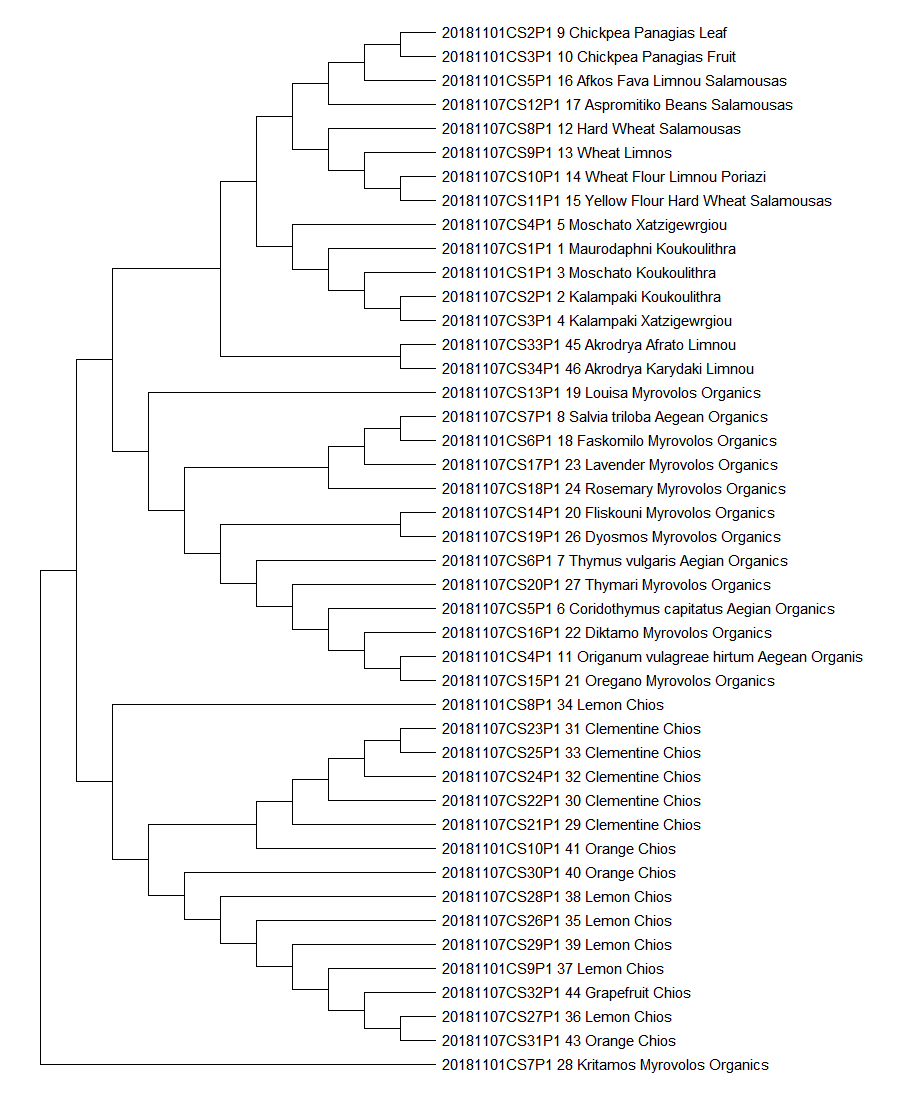 20181101CS2P1 9 Chickpea Panagias Leaf
20181101CS3P1 10 Chickpea Panagias Fruit
20181101CS5P1 16 Afkos Fava Limnou Salamousas
20181107CS12P1 17 Aspromitiko Beans Salamousas
20181107CS8P1 12 Hard Wheat Salamousas
20181107CS9P1 13 Wheat Limnos
20181107CS10P1 14 Wheat Flour Limnou Poriazi
20181107CS11P1 15 Yellow Flour Hard Wheat Salamousas
20181107CS4P1 5 Moschato Xatzigewrgiou
20181107CS1P1 1 Maurodaphni Koukoulithra
20181101CS1P1 3 Moschato Koukoulithra
20181107CS2P1 2 Kalampaki Koukoulithra
20181107CS3P1 4 Kalampaki Xatzigewrgiou
20181107CS33P1 45 Akrodrya Afrato Limnou
20181107CS34P1 46 Akrodrya Karydaki Limnou
20181107CS13P1 19 Louisa Myrovolos Organics
20181107CS7P1 8 Salvia triloba Aegean Organics
20181101CS6P1 18 Faskomilo Myrovolos Organics
20181107CS17P1 23 Lavender Myrovolos Organics
20181107CS18P1 24 Rosemary Myrovolos Organics
20181107CS14P1 20 Fliskouni Myrovolos Organics
20181107CS19P1 26 Dyosmos Myrovolos Organics
20181107CS6P1 7 Thymus vulgaris Aegian Organics
20181107CS20P1 27 Thymari Myrovolos Organics
20181107CS5P1 6 Coridothymus capitatus Aegian Organics
20181107CS16P1 22 Diktamo Myrovolos Organics
20181101CS4P1 11 Origanum vulagreae hirtum Aegean Organis
20181107CS15P1 21 Oregano Myrovolos Organics
20181101CS8P1 34 Lemon Chios
20181107CS23P1 31 Clementine Chios
20181107CS25P1 33 Clementine Chios
20181107CS24P1 32 Clementine Chios
20181107CS22P1 30 Clementine Chios
20181107CS21P1 29 Clementine Chios
20181101CS10P1 41 Orange Chios
20181107CS30P1 40 Orange Chios
20181107CS28P1 38 Lemon Chios
20181107CS26P1 35 Lemon Chios
20181107CS29P1 39 Lemon Chios
20181101CS9P1 37 Lemon Chios
20181107CS32P1 44 Grapefruit Chios
20181107CS27P1 36 Lemon Chios
20181107CS31P1 43 Orange Chios
20181101CS7P1 28 Kritamos Myrovolos Organics